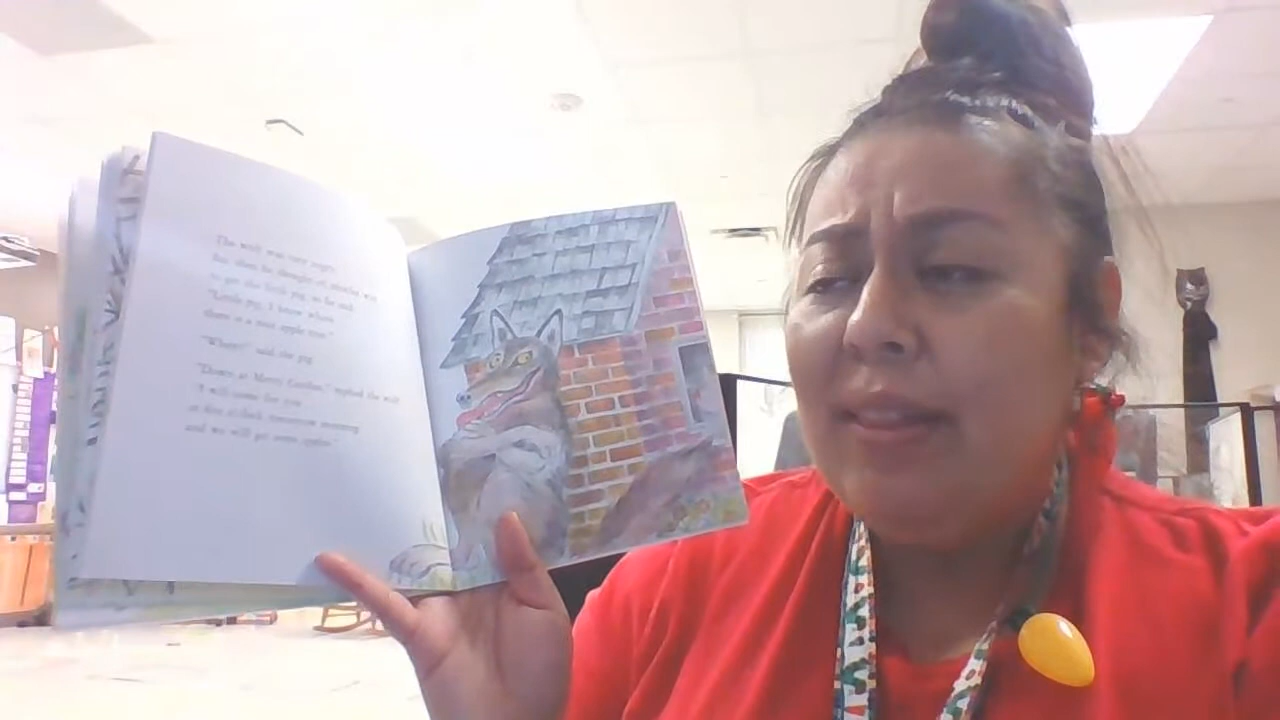 The wolf was very angry.
But then he thought of another way
to get the little pig, so he said:
"Little pig, I know where
there is a nice apple tree."
"Where?" said the pig.
"Down at Merry Garden," replied the wolf.
"I will come for you
at five o'clock tomorrow morning
and we will get some apples."